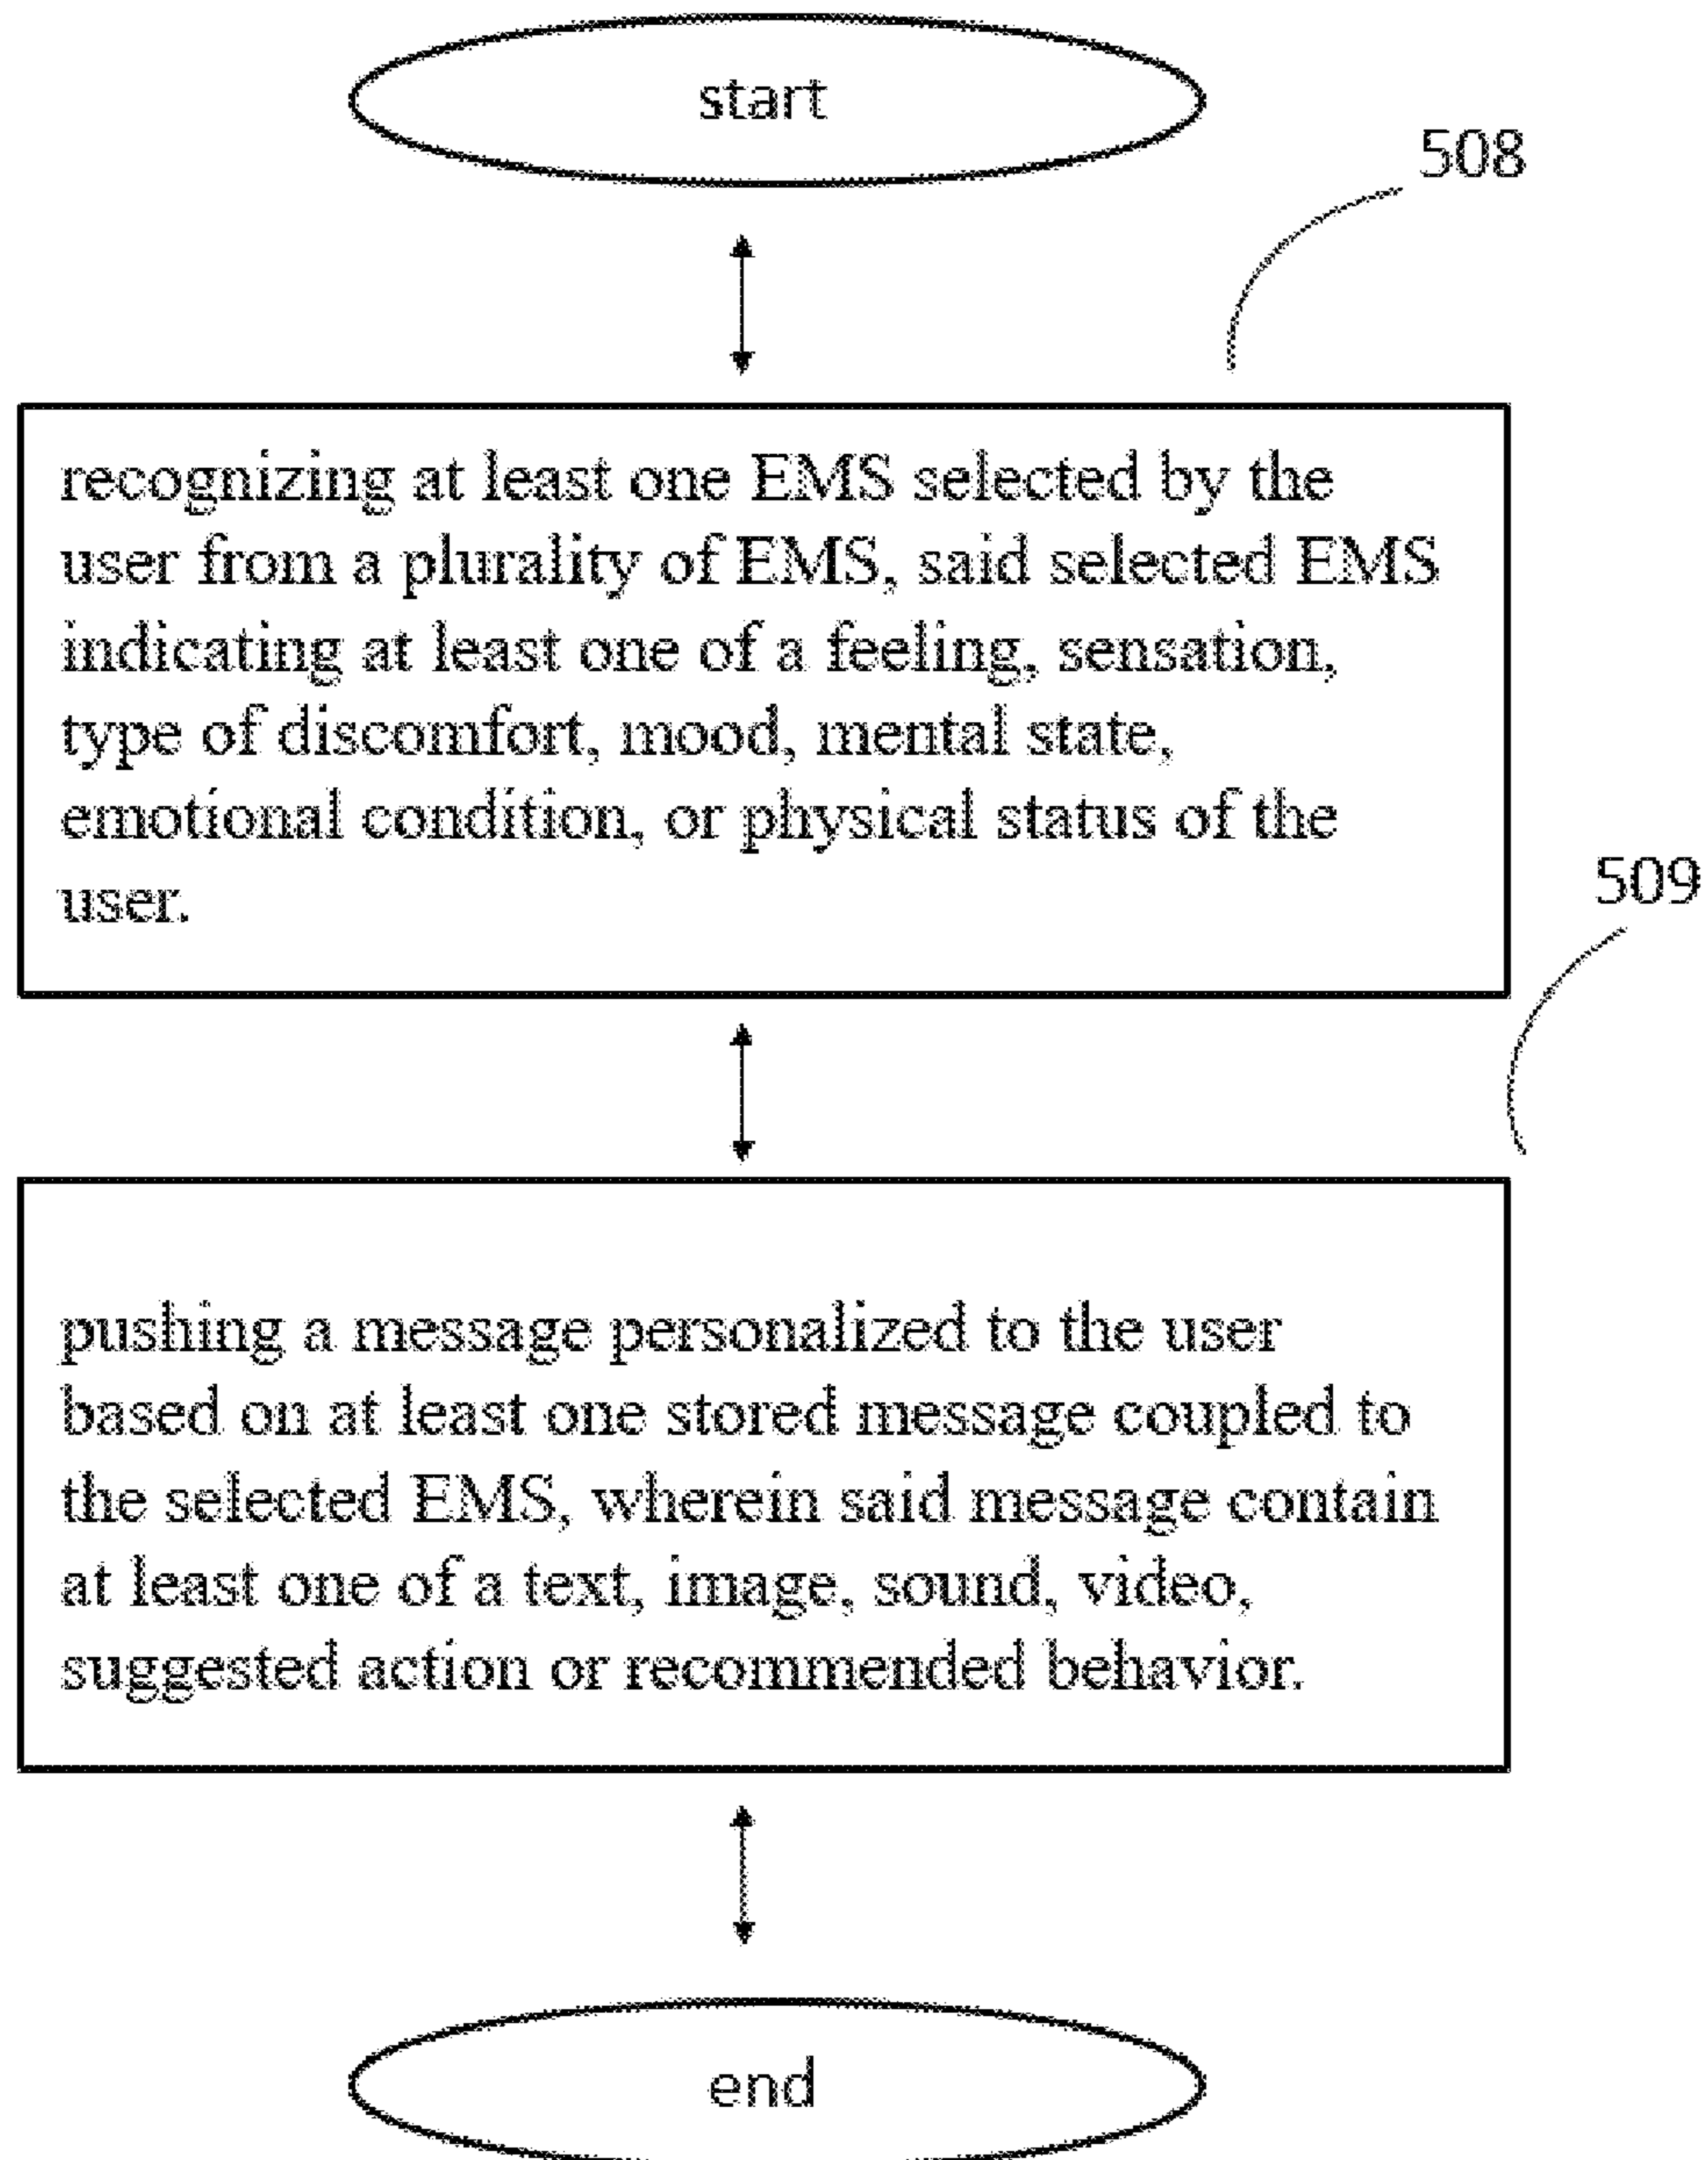 start
508
recognizing at least one EMS selected by the
user from a plurality of EMS, said selected EMS
indicating at least one of a feeling, sensation,
type of discomfort, mood, mental state,
emotional condition, or physical status of the
user.
509
pushing a message personalized to the user
based on at least one stored message coupled to
the selected EMS, wherein said message contain
at least one of a text, image, sound, video,
suggested action or recommended behavior.
end